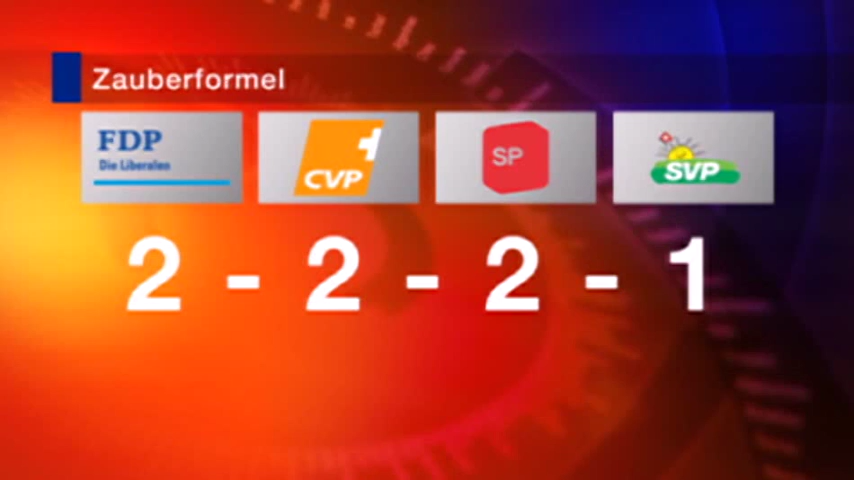 Zauberformel
FDP
Die Liberalen
CVP
SP
SVP
2 - 2 - 2 - 1